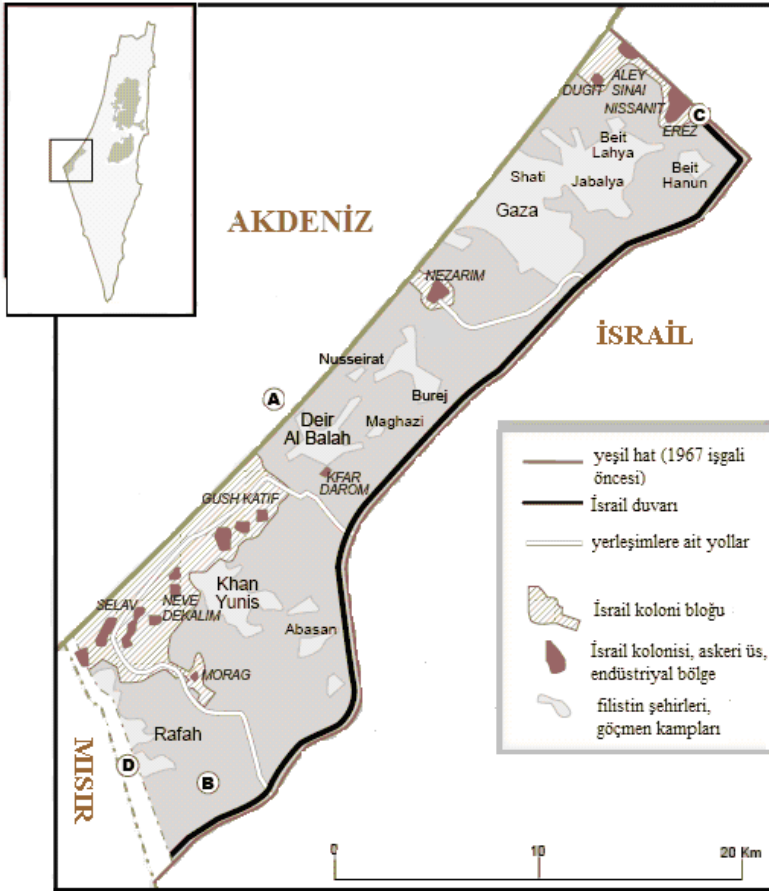 DUGIT
ALEY
SINAI
NISSANIT
C
EREZ
Beit
Lahya
Beit
Hanun
Shati
Jabalya
Gaza
AKDENİZ
NEZARIM
İSRAİL
Nusseirat
Burej
A
Deir
Al Balah
Maghazi
KFAR
DAROM
GUSH KATIF
Khan
Yunis
SELAV
NEVE
DEKALIM
Abasan
MORAG
Rafah
MISIR
D
B
yeşil hat (1967 işgali
öncesi)
İsrail duvarı
yerleşimlere ait yollar
İsrail koloni bloğu
İsrail kolonisi, askeri üs,
endüstriyal bölge
filistin şehirleri,
göçmen kampları
0
10
20 Km